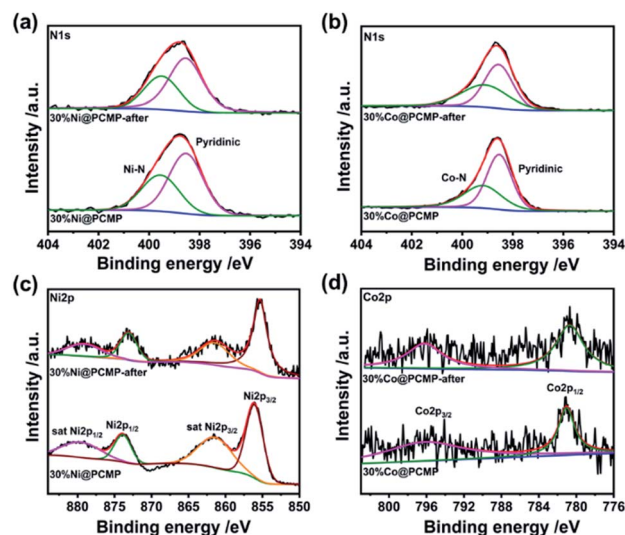 (a)
N1s
30%Ni@PCMP-after
Ni-N
Pyridinic
30%Ni@PCMP
Intensity /a.u.
404 402 400 398 396 394
Binding energy /eV
(b)
N1s
30%Co@PCMP-after
Co-N
Pyridinic
30%Co@PCMP
Intensity /a.u.
404 402 400 398 396 394
Binding energy /eV
(c)
Ni2p
30%Ni@PCMP-after
Ni2p3/2
sat Ni2p1/2
Ni2p1/2
sat Ni2p3/2
30%Ni@PCMP
Intensity /a.u.
880 875 870 865 860 855 850
Binding energy /eV
(d)
Co2p
30%Co@PCMP-after
Co2p1/2
Co2p3/2
30%Co@PCMP
Intensity /a.u.
800 796 792 788 784 780 776
Binding energy /eV